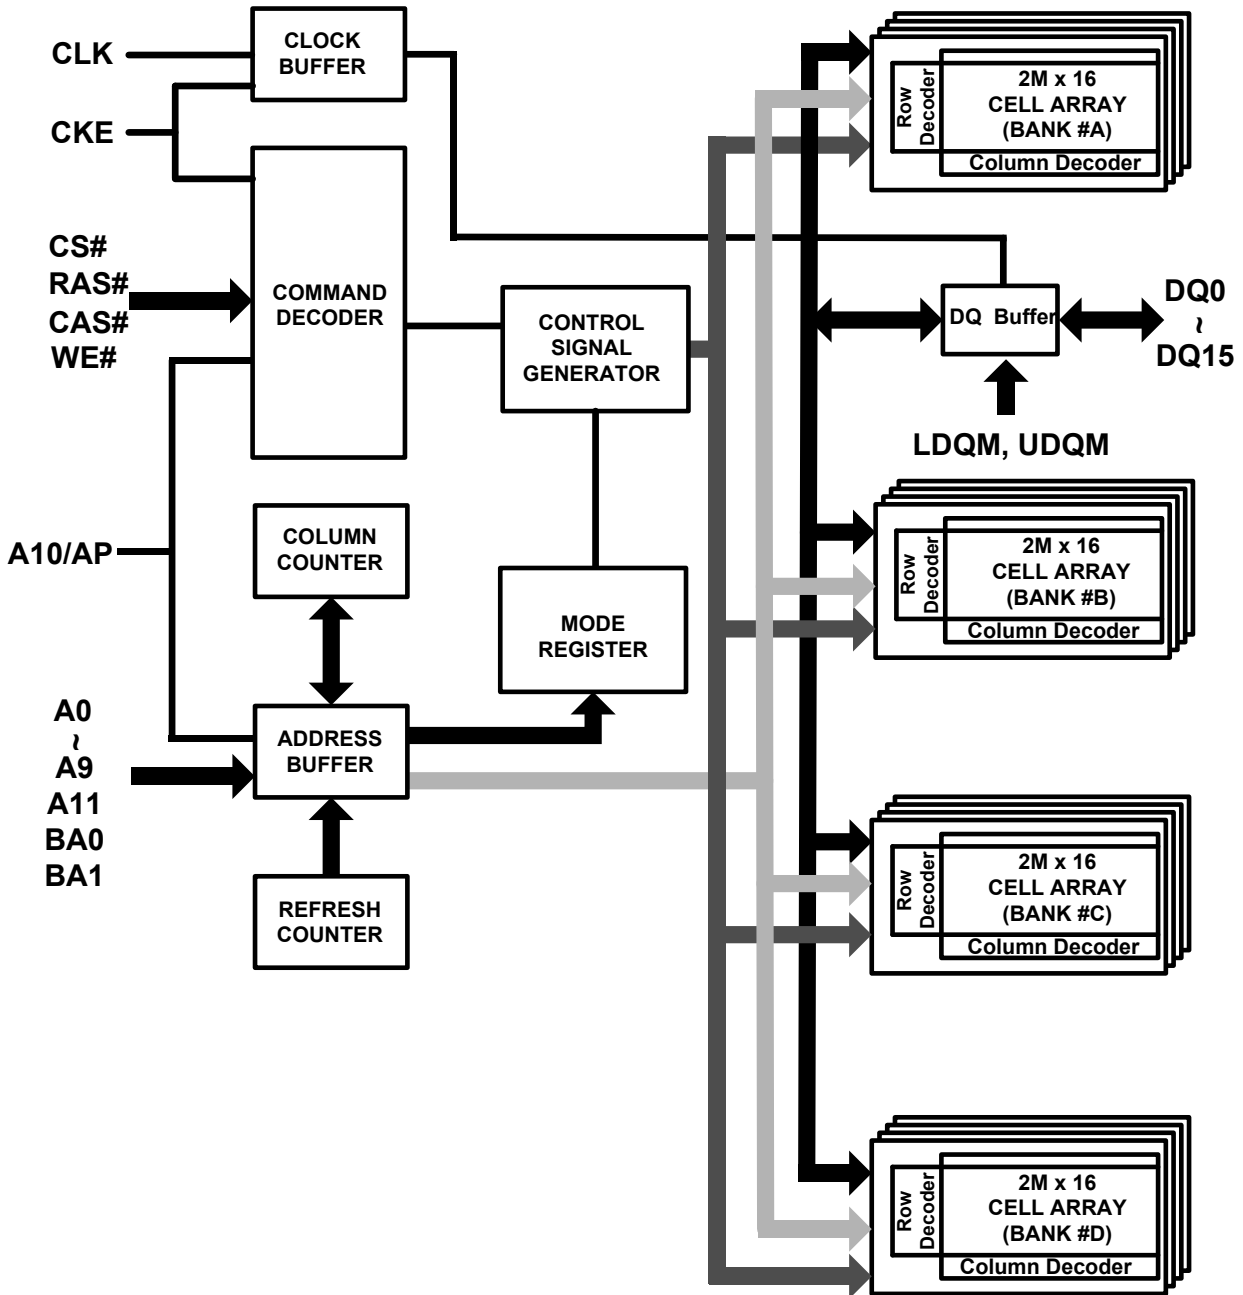 CLK
CKE
CS#
RAS#
CAS#
WE#
A10/AP
A0
~
A9
A11
BA0
BA1
CLOCK
BUFFER
COMMAND
DECODER
COLUMN
COUNTER
ADDRESS
BUFFER
REFRESH
COUNTER
CONTROL
SIGNAL
GENERATOR
MODE
REGISTER
Row
Decoder
2M x 16
CELL ARRAY
(BANK #A)
Column Decoder
DQ Buffer
DQ0
~
DQ15
LDQM, UDQM
Row
Decoder
2M x 16
CELL ARRAY
(BANK #B)
Column Decoder
Row
Decoder
2M x 16
CELL ARRAY
(BANK #C)
Column Decoder
Row
Decoder
2M x 16
CELL ARRAY
(BANK #D)
Column Decoder